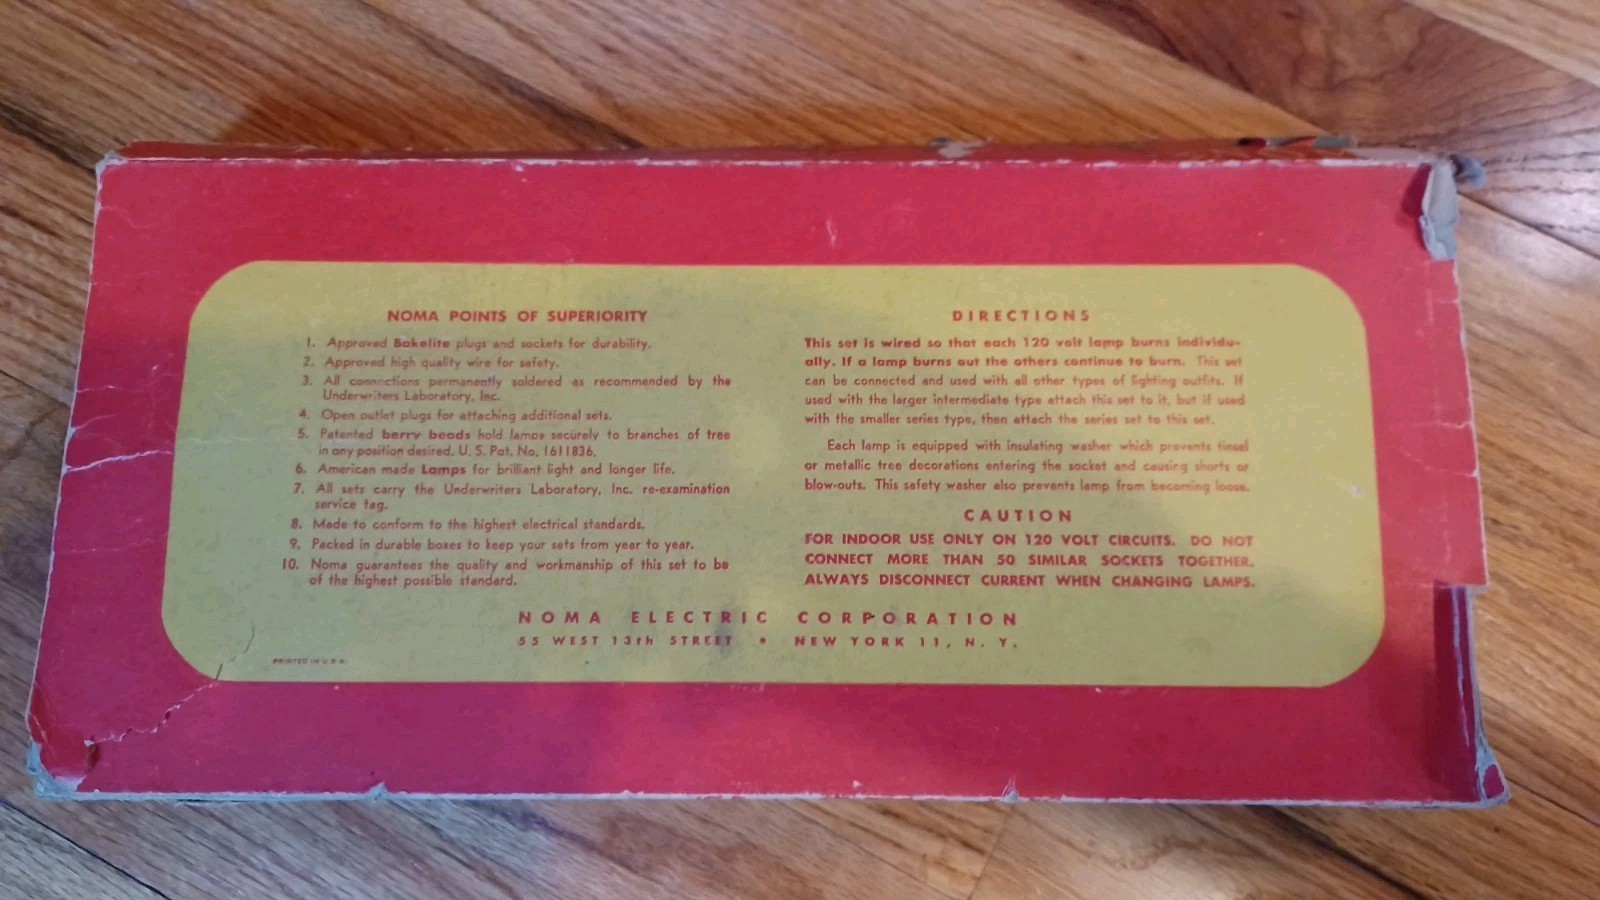 NOMA POINTS OF SUPERIORITY
1. Approved Bakelite plugs and sockets for durability.
2. Approved high quality wire for safety.
3. All connections permanently soldered as recommended by the
Underwriters Laboratory, Inc.
4. Open outlet plugs for attaching additional sets.
5. Patented berry beads hold lamps securely to branches of tree
in any position desired. U. S. Pat. No. 1611836.
6. American made Lamps for brilliant light and longer life.
7. All sets carry the Underwriters Laboratory, Inc. re-examination
service tag.
8. Made to conform to the highest electrical standards.
9. Packed in durable boxes to keep your sets from year to year.
10. Noma guarantees the quality and workmanship of this set to be
of the highest possible standard.
DIRECTIONS
This set is wired so that each 120 volt lamp burns individu-
ally. If a lamp burns out the others continue to burn. This set
can be connected and used with all other types of lighting outfits. If
used with the larger intermediate type attach this set to it, but if used
with the smaller series type, then attach the series set to this set.
Each lamp is equipped with insulating washer which prevents tinsel
or metallic tree decorations entering the socket and causing shorts or
blow-outs. This safety washer also prevents lamp from becoming loose.
CAUTION
FOR INDOOR USE ONLY ON 120 VOLT CIRCUITS. DO NOT
CONNECT MORE THAN 50 SIMILAR SOCKETS TOGETHER.
ALWAYS DISCONNECT CURRENT WHEN CHANGING LAMPS.
NOMA ELECTRIC CORPORATION
55 WEST 13th STREET • NEW YORK 11, N. Y.
PRINTED IN U.S.A.